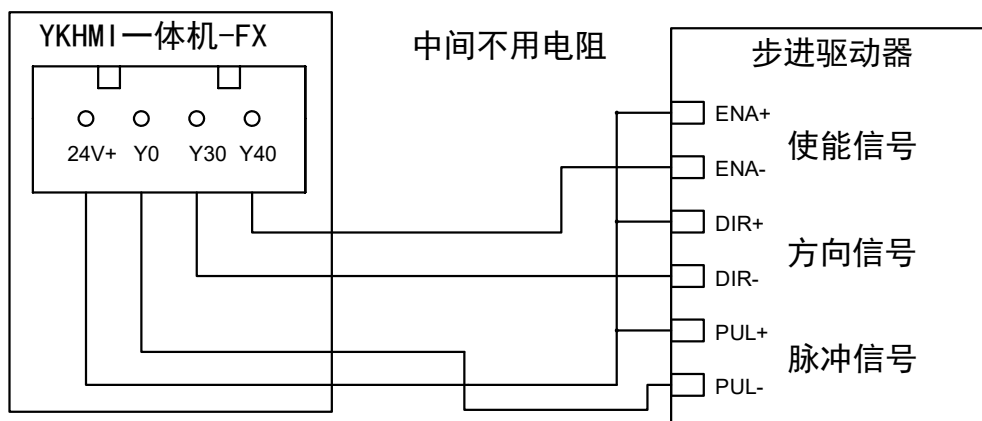 YKHMI一体机-FX
24V+ Y0 Y30 Y40
中间不用电阻
步进驱动器
ENA+
使能信号
ENA-
DIR+
方向信号
DIR-
PUL+
脉冲信号
PUL-